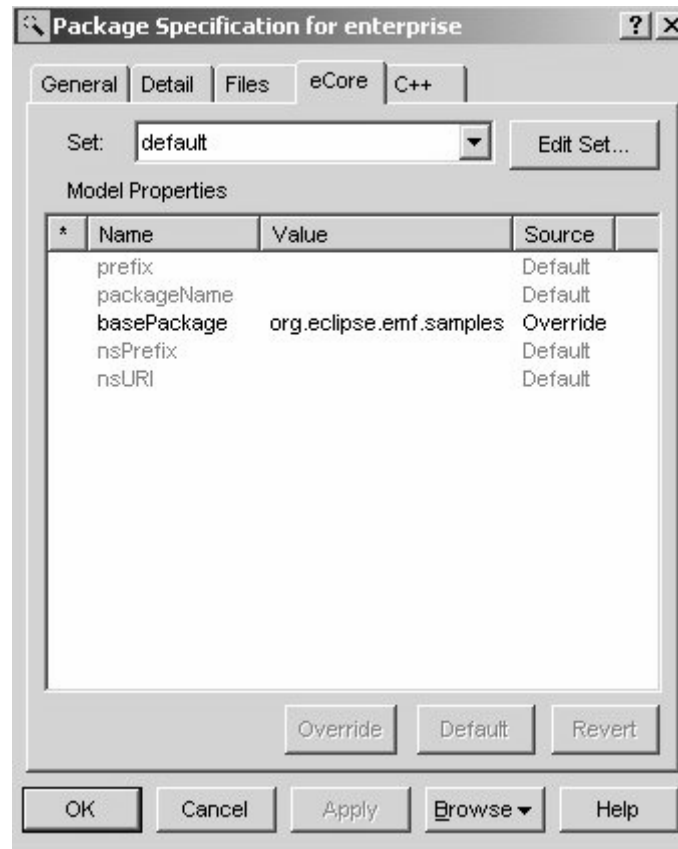 Package Specification for enterprise
General Detail Files eCore C++
Set: default Edit Set...
Model Properties
* Name Value Source
prefix Default
packageName Default
basePackage org.eclipse.emf.samples Override
nsPrefix Default
nsURI Default
Override Default Revert
OK Cancel Apply Browse Help